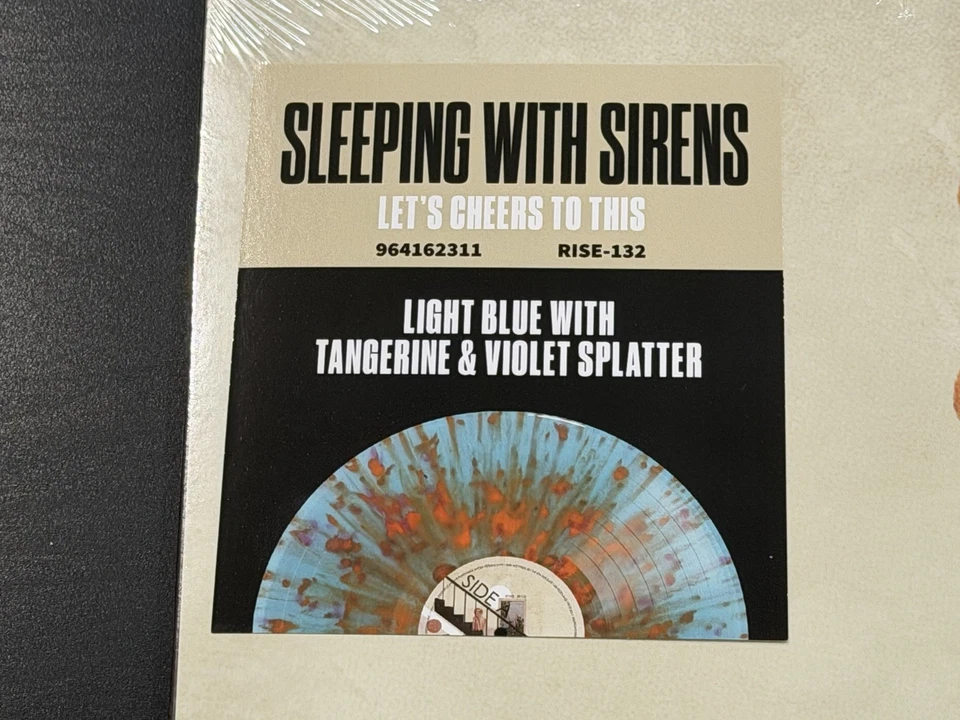 SLEEPING WITH SIRENS
LET'S CHEERS TO THIS
964162311 RISE-132
LIGHT BLUE WITH
TANGERINE & VIOLET SPLATTER
SIDE